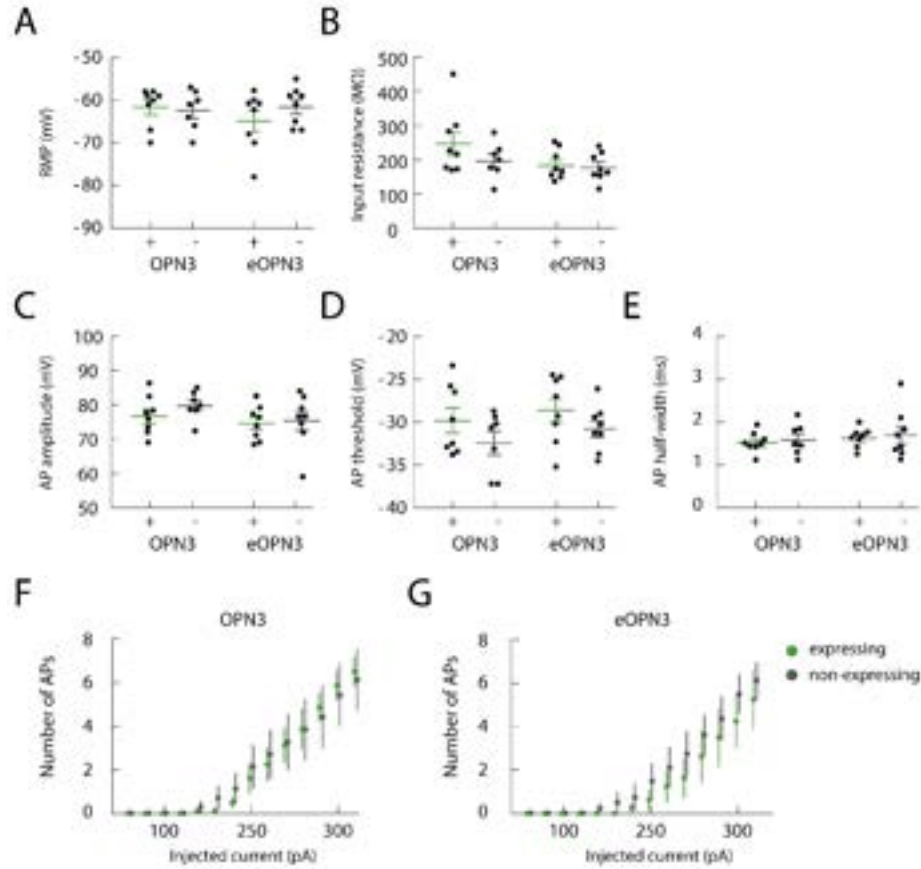 A
B
-50
-60
-70
-80
-90
RMP (mV)
+ - + -
OPN3 eOPN3
500
400
300
200
100
0
Input resistance (MΩ)
+ - + -
OPN3 eOPN3
C
D
E
100
90
80
70
60
50
AP amplitude (mV)
+ - + -
OPN3 eOPN3
-20
-25
-30
-35
-40
AP threshold (mV)
+ - + -
OPN3 eOPN3
4
3
2
1
0
AP half-width (ms)
+ - + -
OPN3 eOPN3
F
G
OPN3
8
6
4
2
0
Number of APs
100 250 300
Injected current (pA)
eOPN3
8
6
4
2
0
Number of APs
100 250 300
Injected current (pA)
expressing
non-expressing